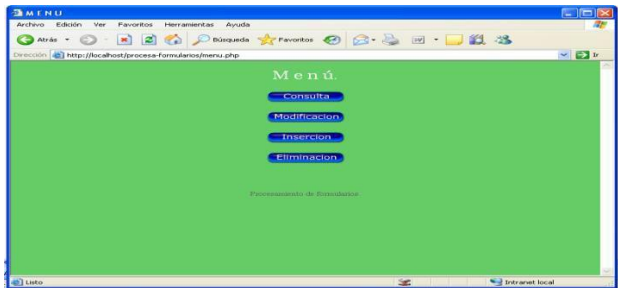 M E N U
Archivo Edición Ver Favoritos Herramientas Ayuda
Atrás Búsqueda Favoritos
Dirección http://localhost/procesa-formularios/menu.php Ir
M e n ú.
Consulta
Modificacion
Insercion
Eliminacion
Procesamiento de formularios
Listo Intranet local